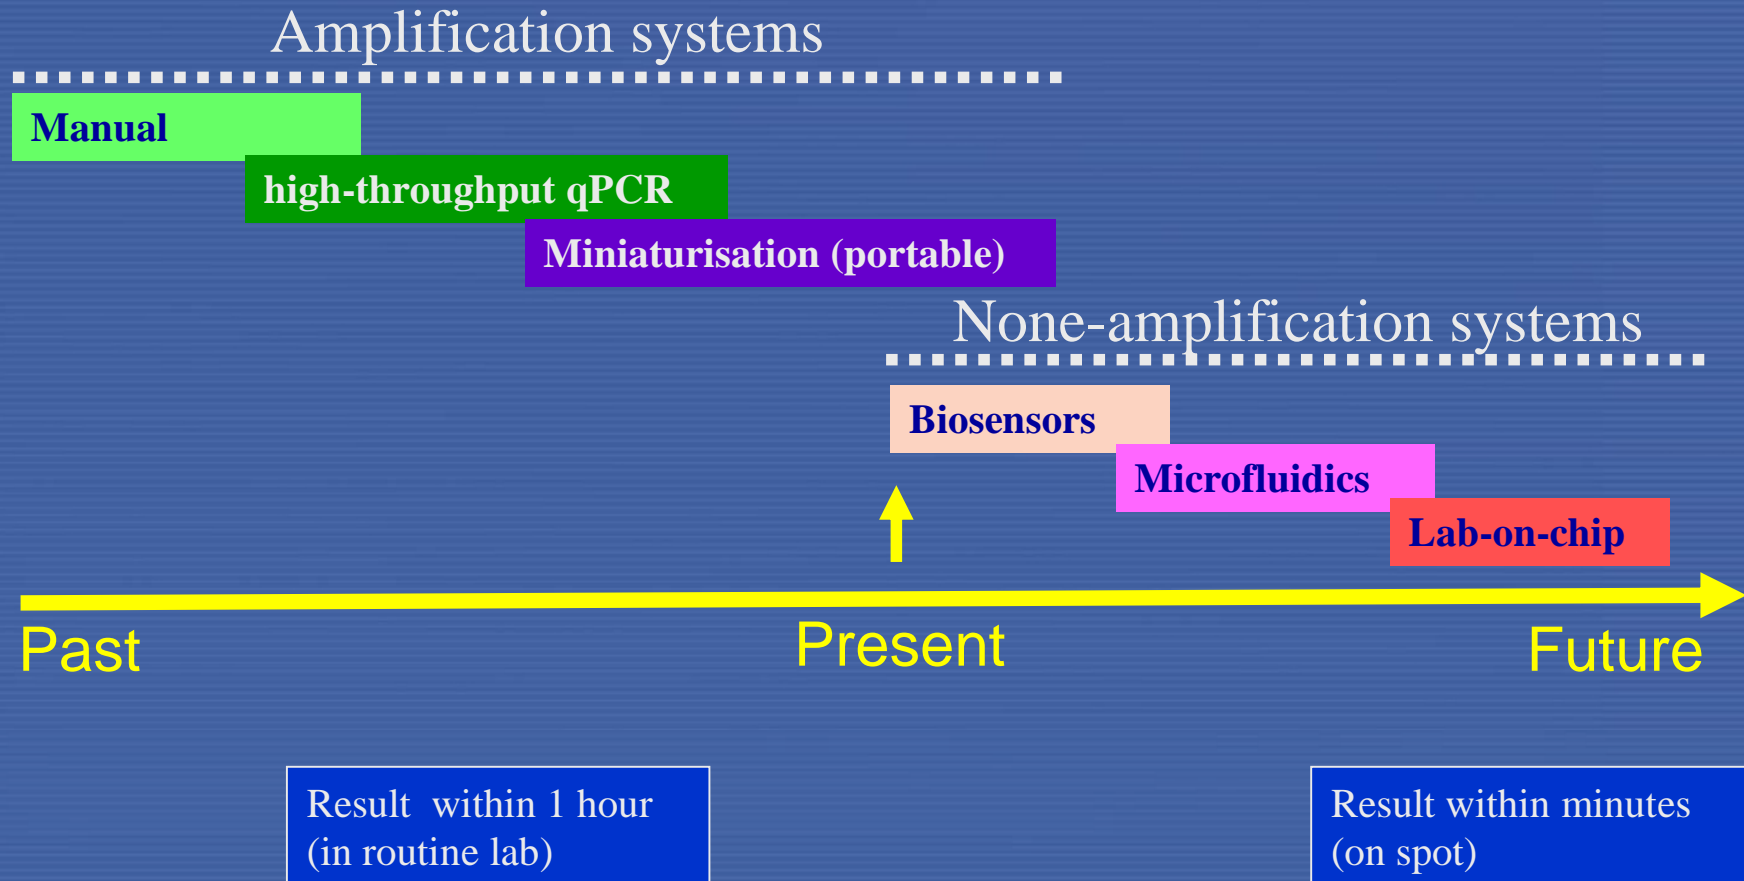 Amplification systems
Manual
high-throughput qPCR
Miniaturisation (portable)
None-amplification systems
Biosensors
Microfluidics
Lab-on-chip
Past
Present
Future
Result within 1 hour
(in routine lab)
Result within minutes
(on spot)